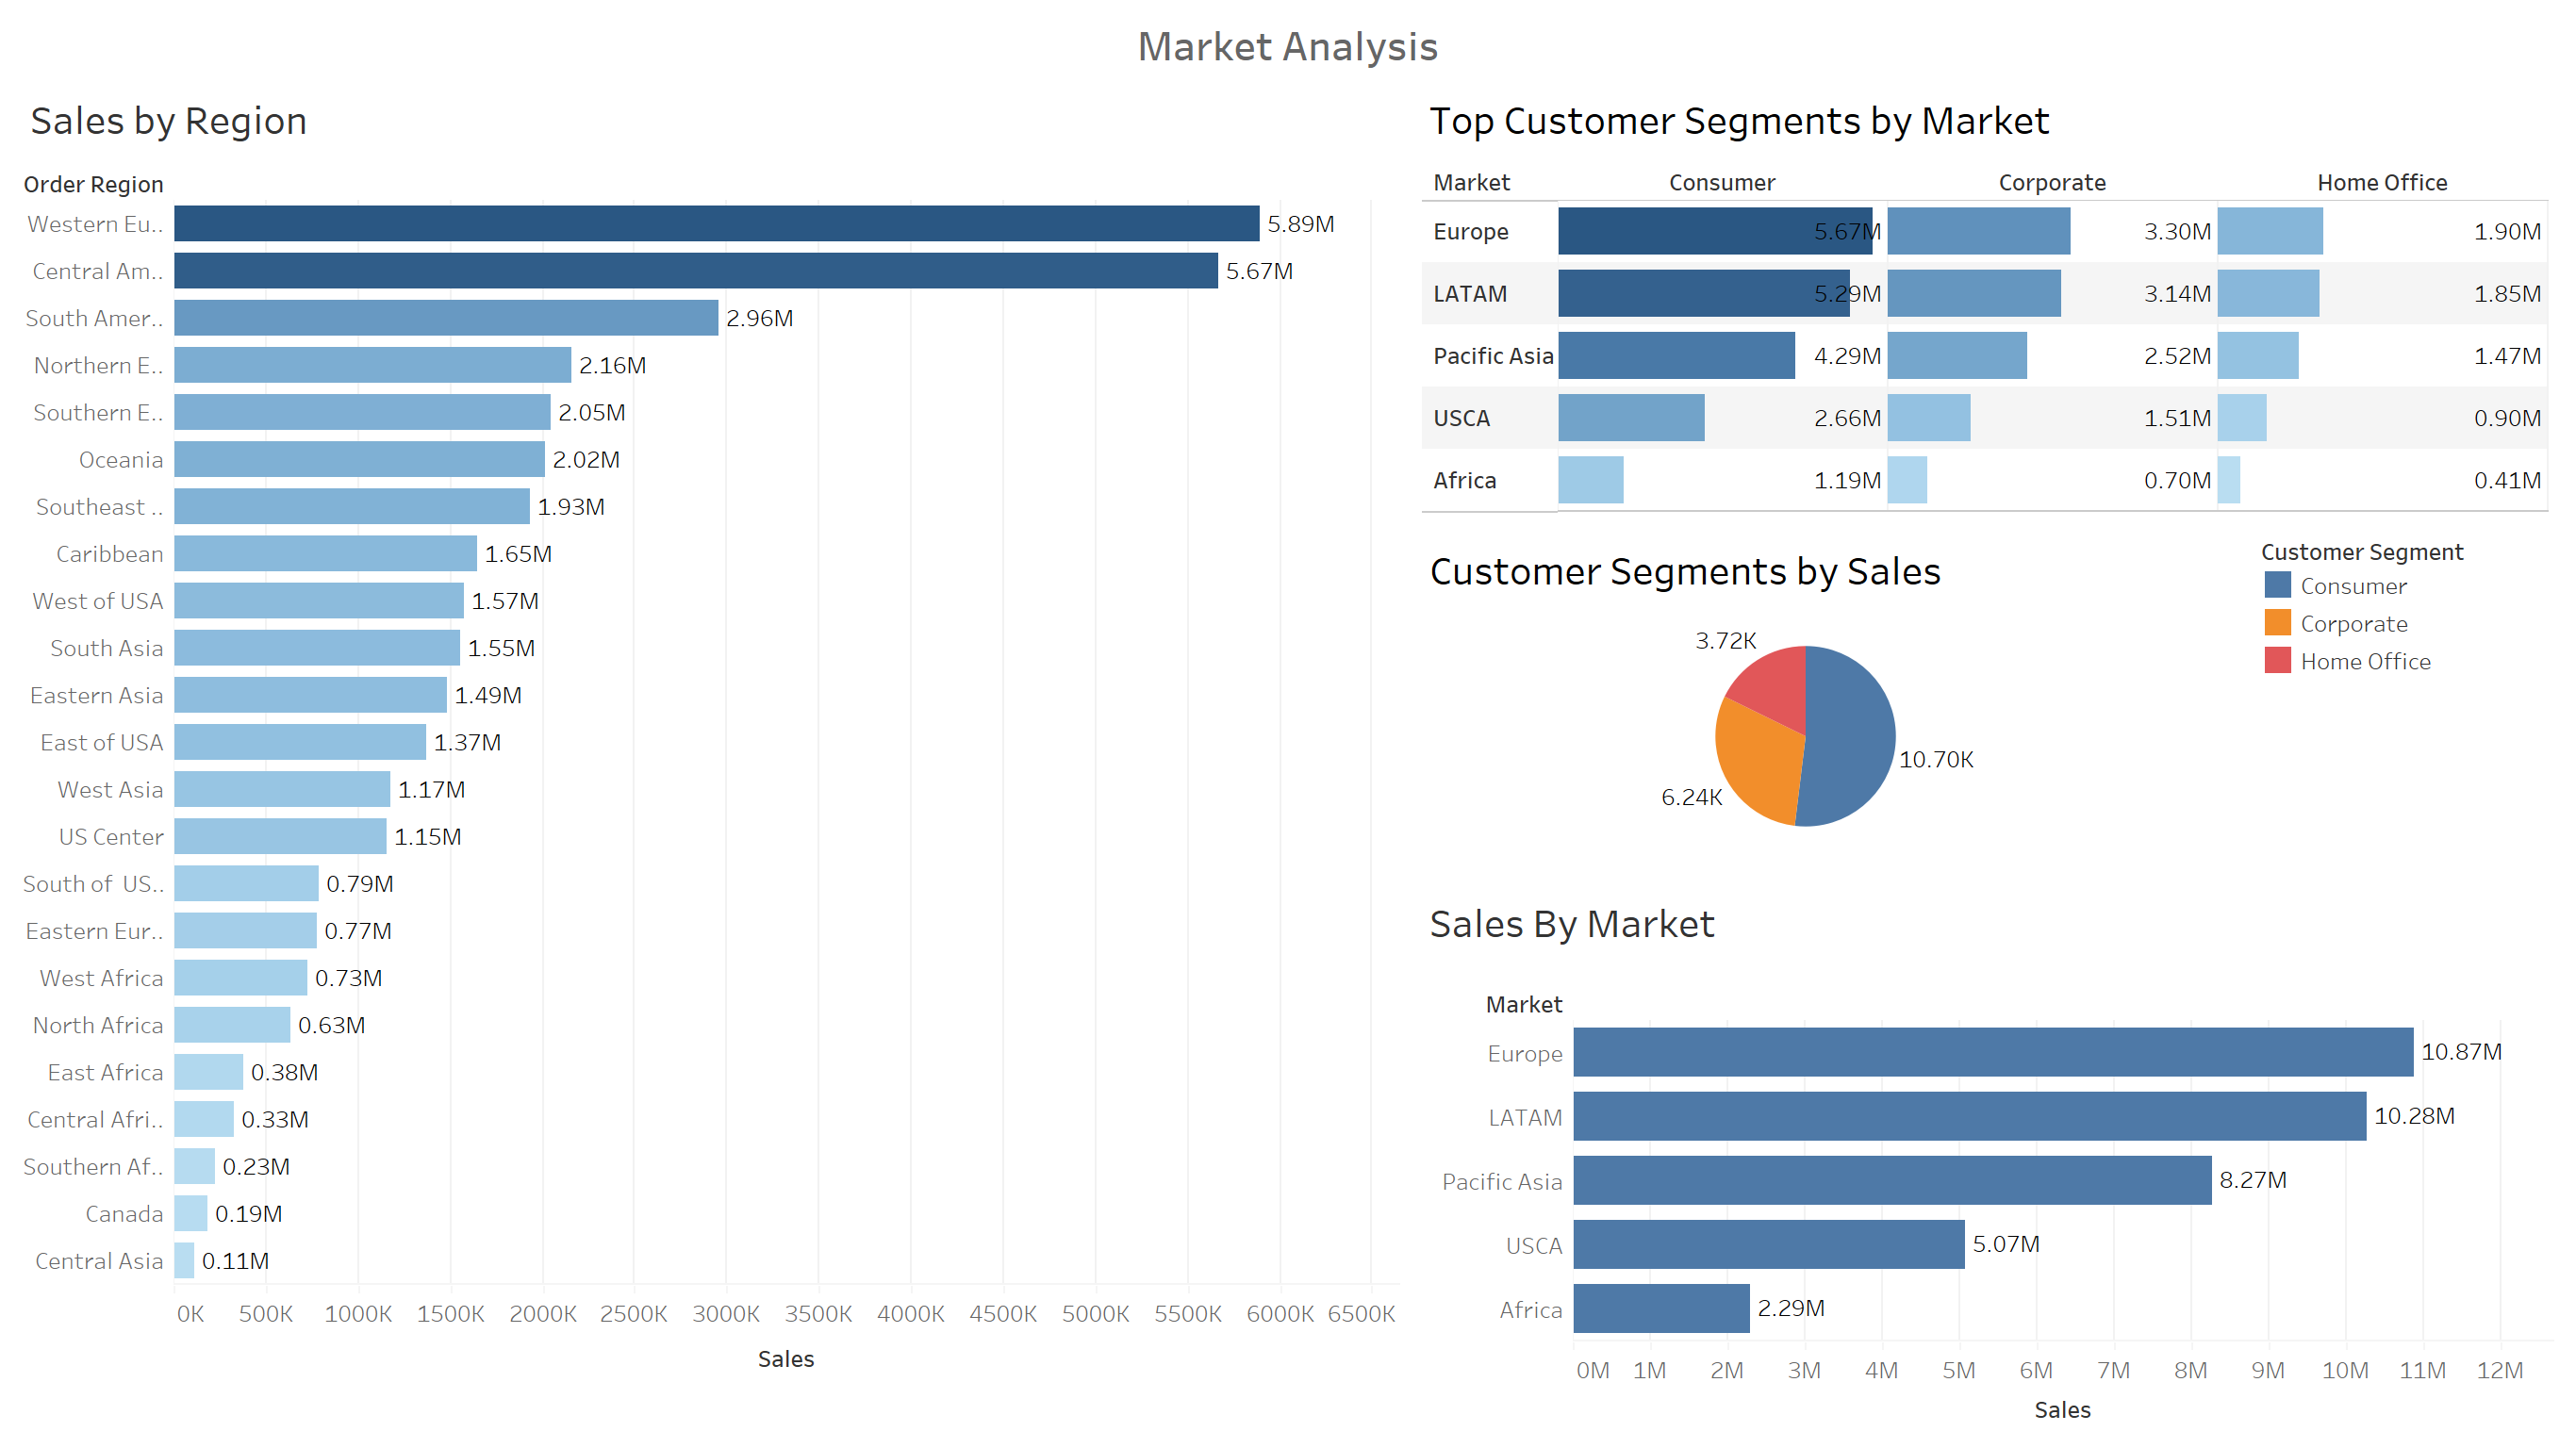 Market Analysis
Sales by Region
Order Region
Western Eu.. 5.89M
Central Am.. 5.67M
South Amer.. 2.96M
Northern E.. 2.16M
Southern E.. 2.05M
Oceania 2.02M
Southeast .. 1.93M
Caribbean 1.65M
West of USA 1.57M
South Asia 1.55M
Eastern Asia 1.49M
East of USA 1.37M
West Asia 1.17M
US Center 1.15M
South of  US.. 0.79M
Eastern Eur.. 0.77M
West Africa 0.73M
North Africa 0.63M
East Africa 0.38M
Central Afri.. 0.33M
Southern Af.. 0.23M
Canada 0.19M
Central Asia 0.11M
0K 500K 1000K 1500K 2000K 2500K 3000K 3500K 4000K 4500K 5000K 5500K 6000K 6500K
Sales
Top Customer Segments by Market
Market Consumer Corporate Home Office
Europe 5.67M 3.30M 1.90M
LATAM 5.29M 3.14M 1.85M
Pacific Asia 4.29M 2.52M 1.47M
USCA 2.66M 1.51M 0.90M
Africa 1.19M 0.70M 0.41M
Customer Segments by Sales
3.72K
10.70K
6.24K
Customer Segment
Consumer
Corporate
Home Office
Sales By Market
Market
Europe 10.87M
LATAM 10.28M
Pacific Asia 8.27M
USCA 5.07M
Africa 2.29M
0M 1M 2M 3M 4M 5M 6M 7M 8M 9M 10M 11M 12M
Sales